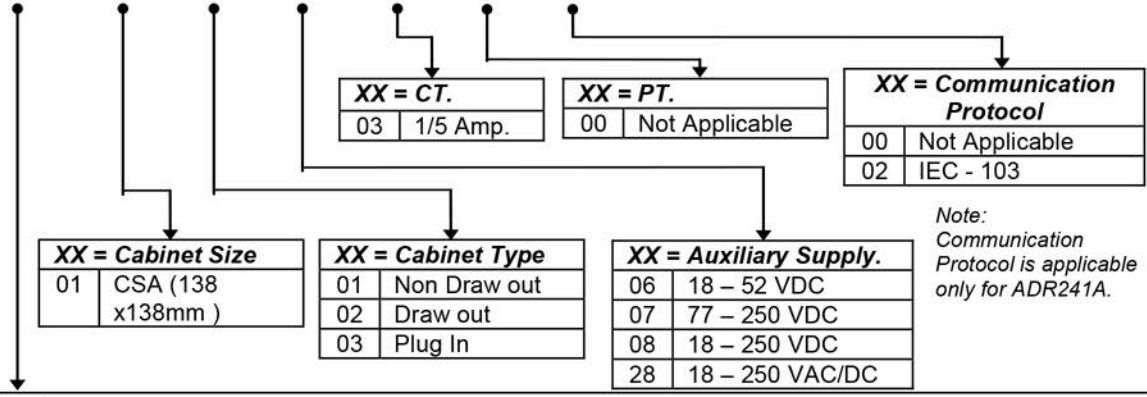 XX = CT.
03 1/5 Amp.
XX = PT.
00 Not Applicable
XX = Communication
Protocol
00 Not Applicable
02 IEC - 103
Note:
Communication
Protocol is applicable
only for ADR241A.
XX = Cabinet Size
01 CSA (138
x138mm )
XX = Cabinet Type
01 Non Draw out
02 Draw out
03 Plug In
XX = Auxiliary Supply.
06 18 – 52 VDC
07 77 – 250 VDC
08 18 – 250 VDC
28 18 – 250 VAC/DC